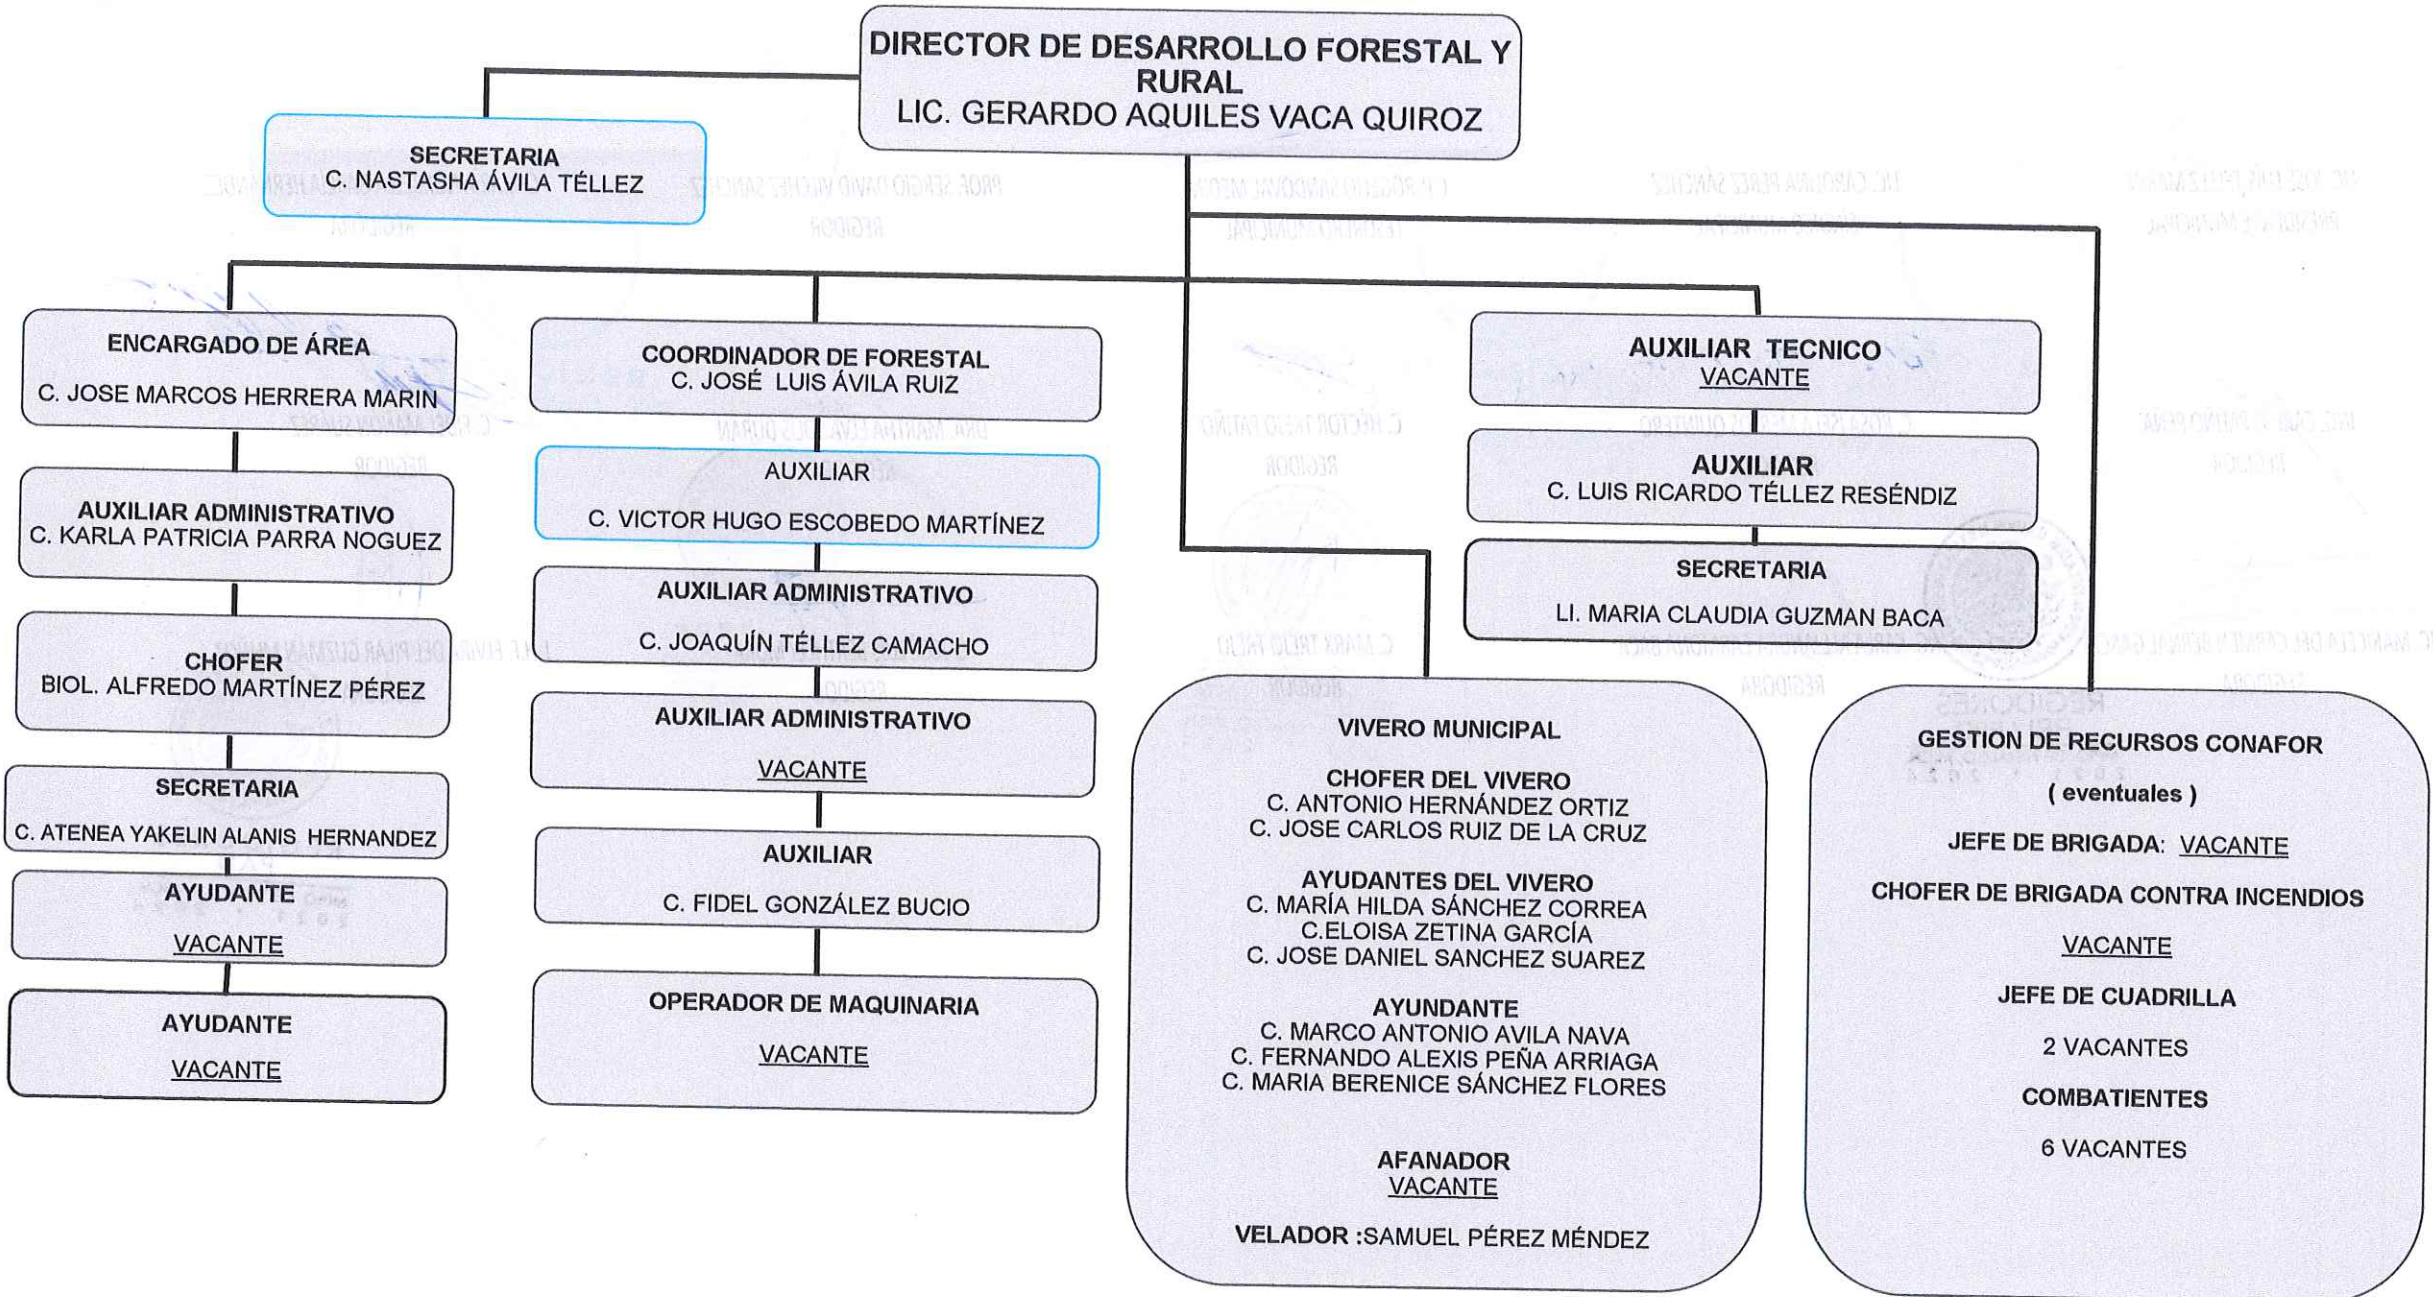 DIRECTOR DE DESARROLLO FORESTAL Y
RURAL
LIC. GERARDO AQUILES VACA QUIROZ
SECRETARIA
C. NASTASHA ÁVILA TÉLLEZ
ENCARGADO DE ÁREA
C. JOSE MARCOS HERRERA MARIN
AUXILIAR ADMINISTRATIVO
C. KARLA PATRICIA PARRA NOGUEZ
CHOFER
BIOL. ALFREDO MARTÍNEZ PÉREZ
SECRETARIA
C. ATENEA YAKELIN ALANIS HERNANDEZ
AYUDANTE
VACANTE
AYUDANTE
VACANTE
COORDINADOR DE FORESTAL
C. JOSÉ LUIS ÁVILA RUIZ
AUXILIAR
C. VICTOR HUGO ESCOBEDO MARTÍNEZ
AUXILIAR ADMINISTRATIVO
C. JOAQUÍN TÉLLEZ CAMACHO
AUXILIAR ADMINISTRATIVO
VACANTE
AUXILIAR
C. FIDEL GONZÁLEZ BUCIO
OPERADOR DE MAQUINARIA
VACANTE
AUXILIAR TECNICO
VACANTE
AUXILIAR
C. LUIS RICARDO TÉLLEZ RESÉNDIZ
SECRETARIA
LI. MARIA CLAUDIA GUZMAN BACA
VIVERO MUNICIPAL
CHOFER DEL VIVERO
C. ANTONIO HERNÁNDEZ ORTIZ
C. JOSE CARLOS RUIZ DE LA CRUZ
AYUDANTES DEL VIVERO
C. MARÍA HILDA SÁNCHEZ CORREA
C.ELOISA ZETINA GARCÍA
C. JOSE DANIEL SANCHEZ SUAREZ
AYUNDANTE
C. MARCO ANTONIO AVILA NAVA
C. FERNANDO ALEXIS PEÑA ARRIAGA
C. MARIA BERENICE SÁNCHEZ FLORES
AFANADOR
VACANTE
VELADOR :SAMUEL PÉREZ MÉNDEZ
GESTION DE RECURSOS CONAFOR
( eventuales )
JEFE DE BRIGADA: VACANTE
CHOFER DE BRIGADA CONTRA INCENDIOS
VACANTE
JEFE DE CUADRILLA
2 VACANTES
COMBATIENTES
6 VACANTES